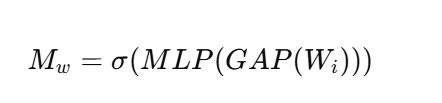 M_w = σ(MLP(GAP(W_i)))